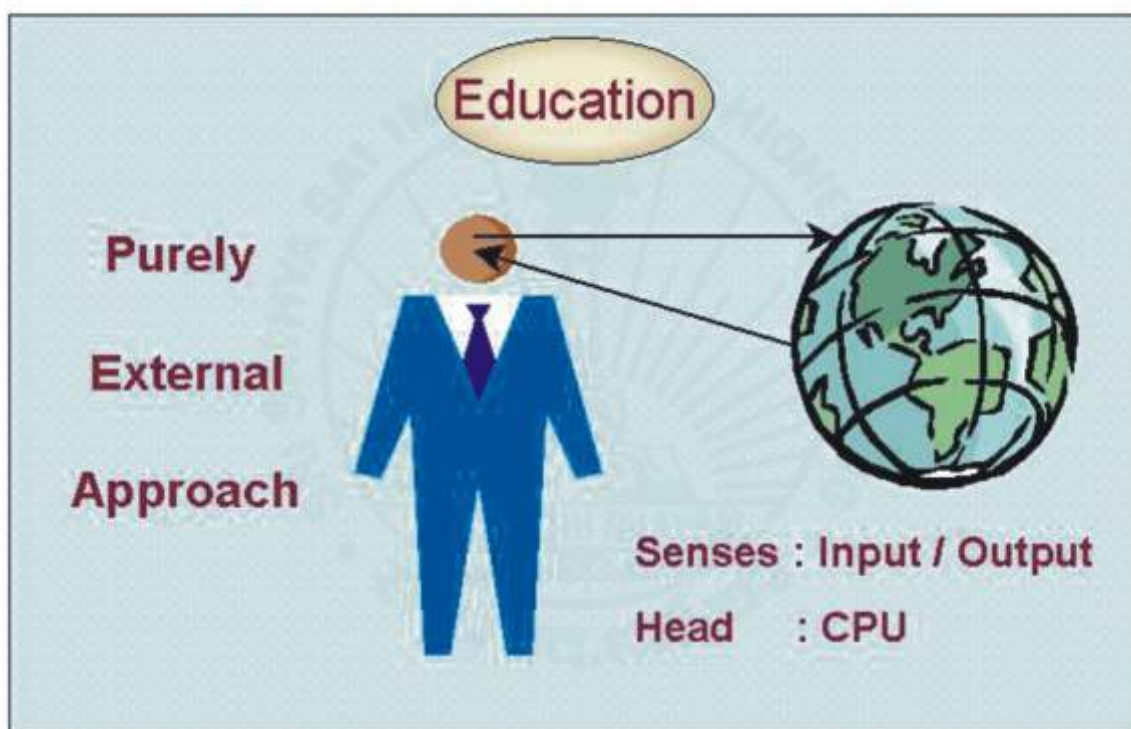 Education
Purely
External
Approach
Senses : Input / Output
Head : CPU